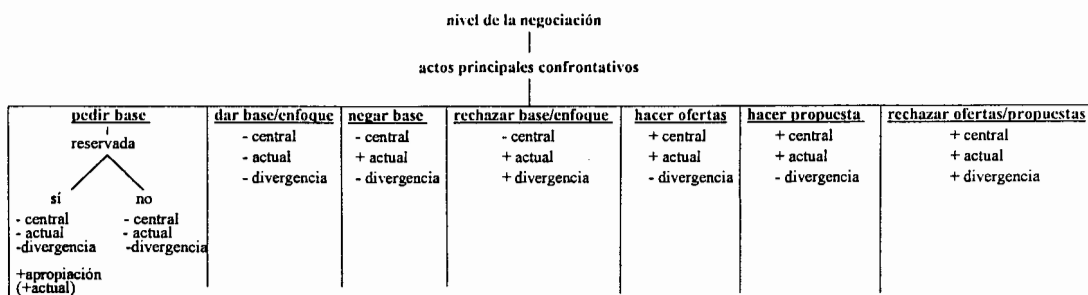 nivel de la negociación
actos principales confrontativos
pedir base
reservada
sí no
- central - central
- actual - actual
-divergencia -divergencia
+apropiación
(+actual)
dar base/enfoque
- central
- actual
- divergencia
negar base
- central
+ actual
- divergencia
rechazar base/enfoque
- central
+ actual
+ divergencia
hacer ofertas
+ central
+ actual
- divergencia
hacer propuesta
+ central
+ actual
- divergencia
rechazar ofertas/propuestas
+ central
+ actual
+ divergencia